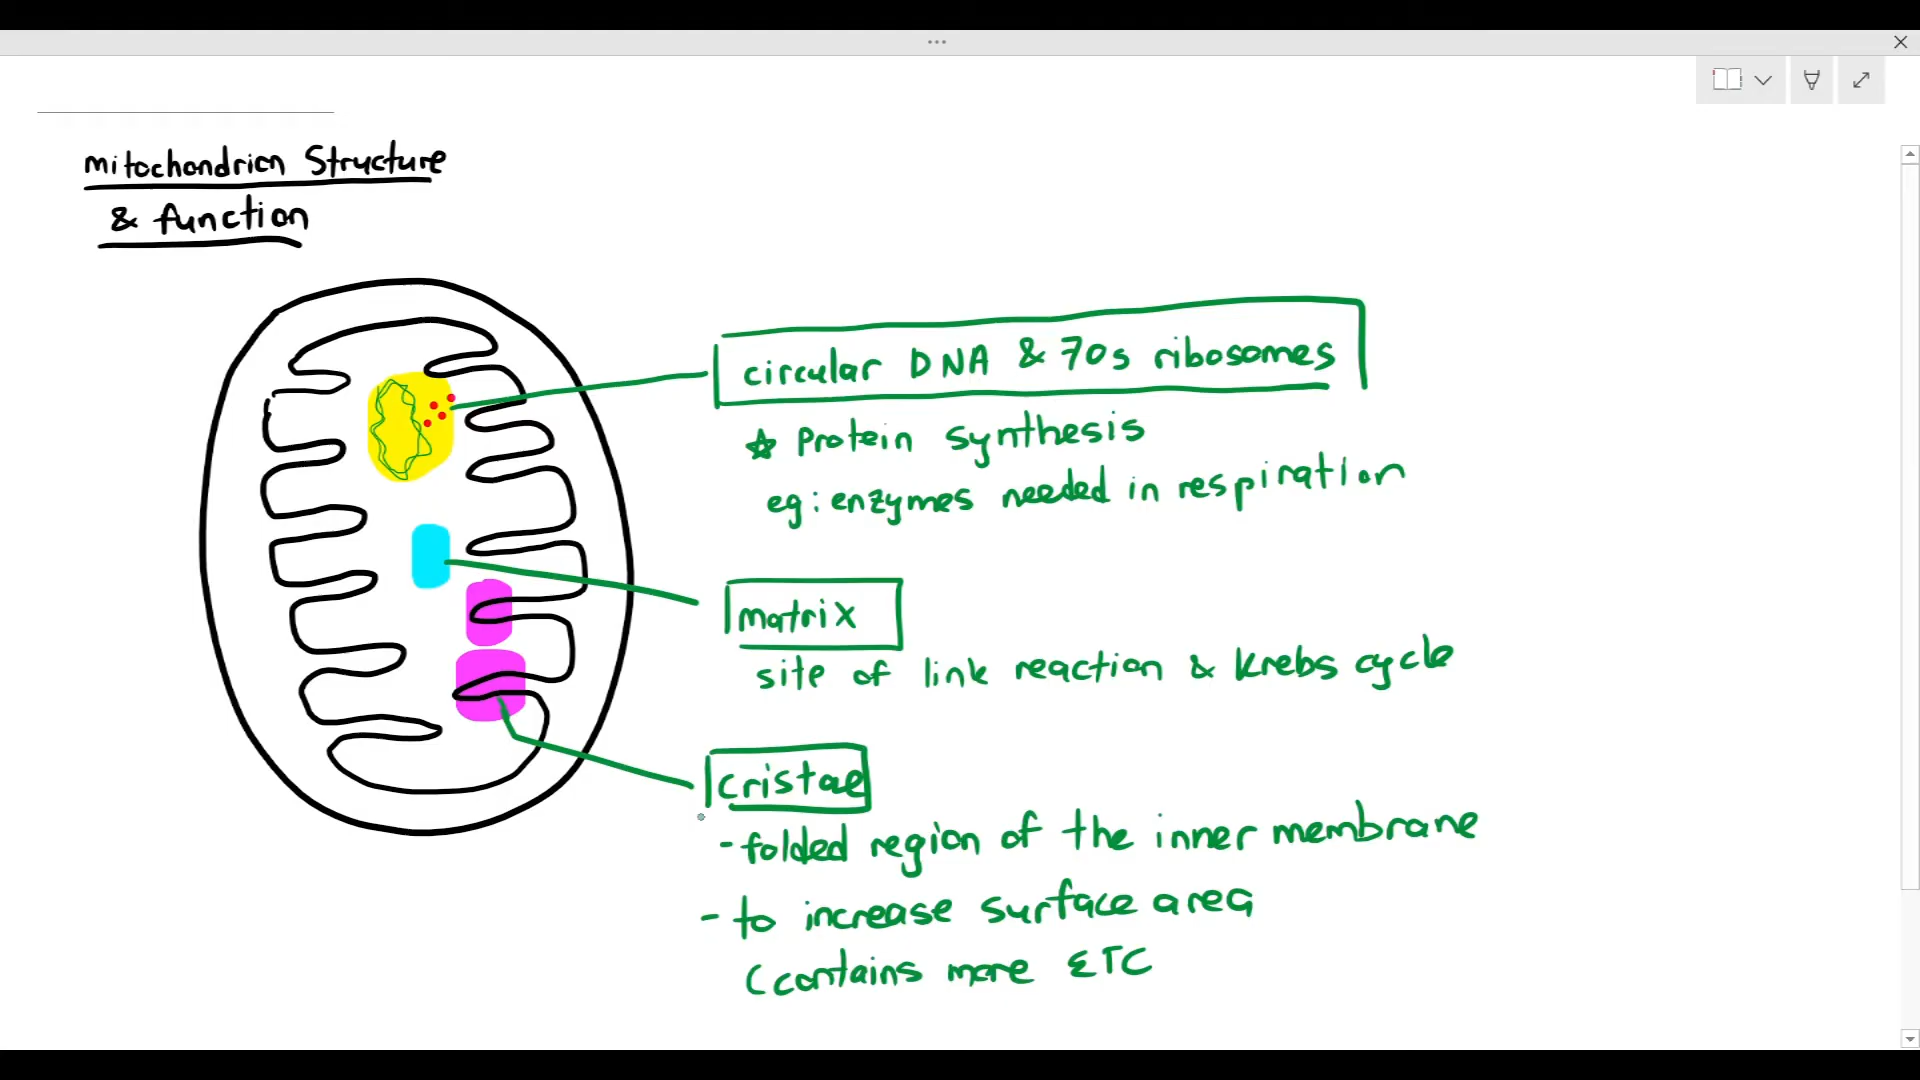 mitochondrion Structure
& function
circular DNA & 70s ribosomes
☆ Protein synthesis
eg: enzymes needed in respiration
matrix
site of link reaction & Krebs cycle
cristae
- folded region of the inner membrane
- to increase surface area
(contains more ETC